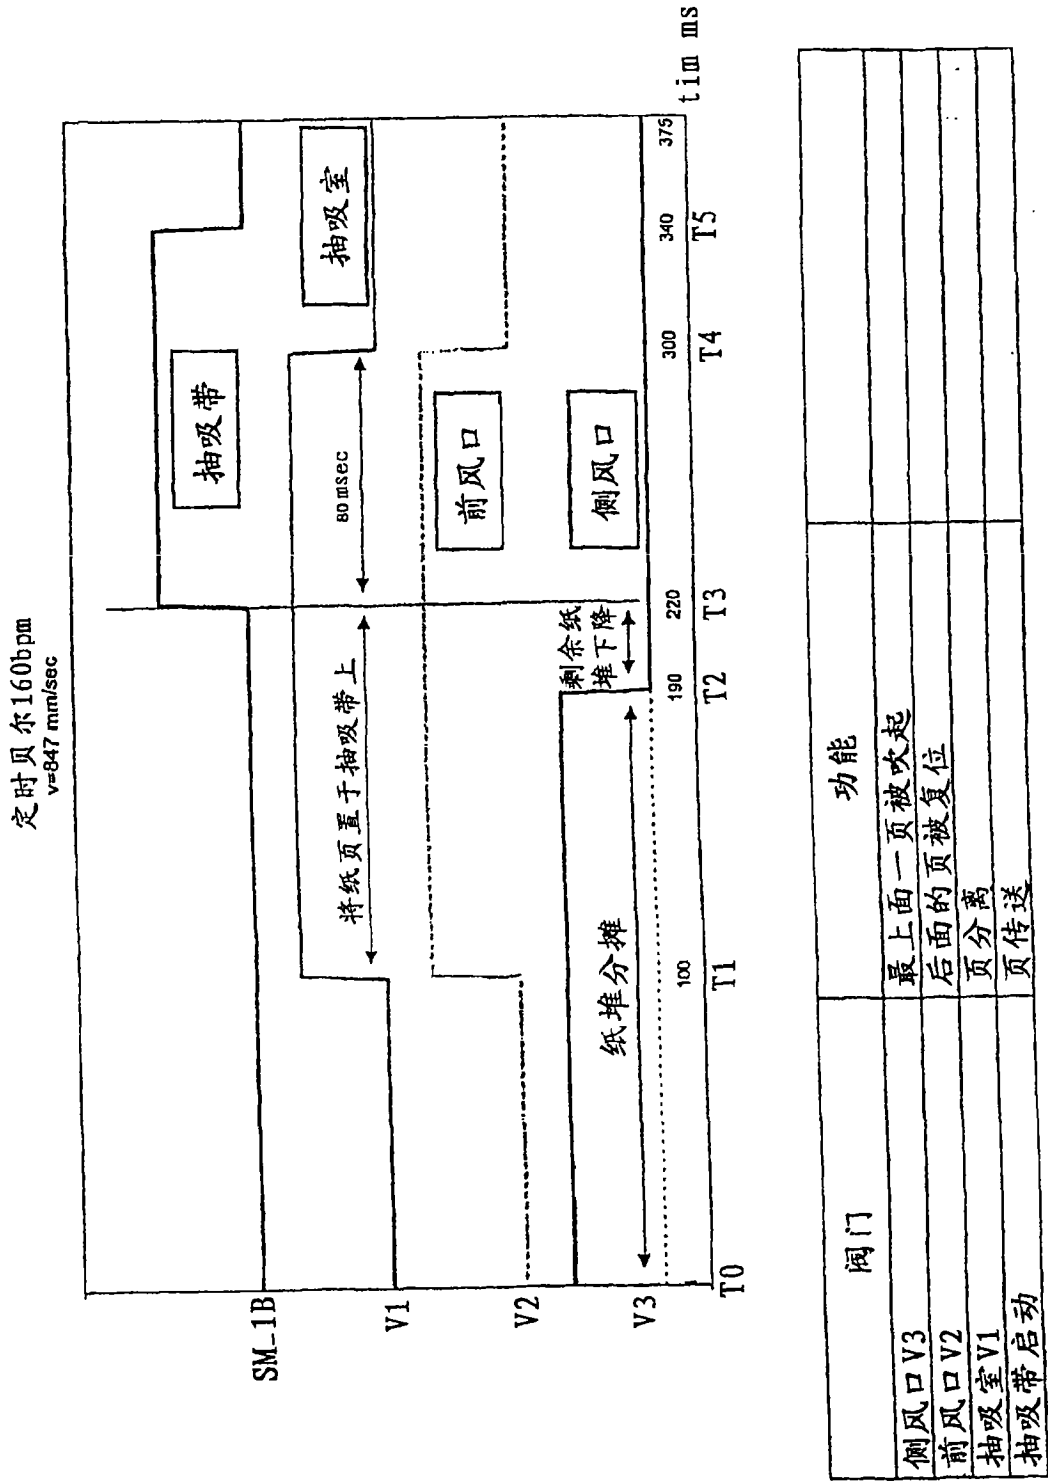 定时贝尔160bpm
v=847 mm/sec
SM_1B
抽吸带
V1
将纸页置于抽吸带上
80 msec
抽吸室
V2
前风口
V3
纸堆分摊
剩余纸
堆下降
侧风口
100
190
220
300
340
375
T0
T1
T2
T3
T4
T5
tim ms
阀门
功能
侧风口V3
最上面一页被吹起
前风口V2
后面的页被复位
抽吸室V1
页分离
抽吸带启动
页传送